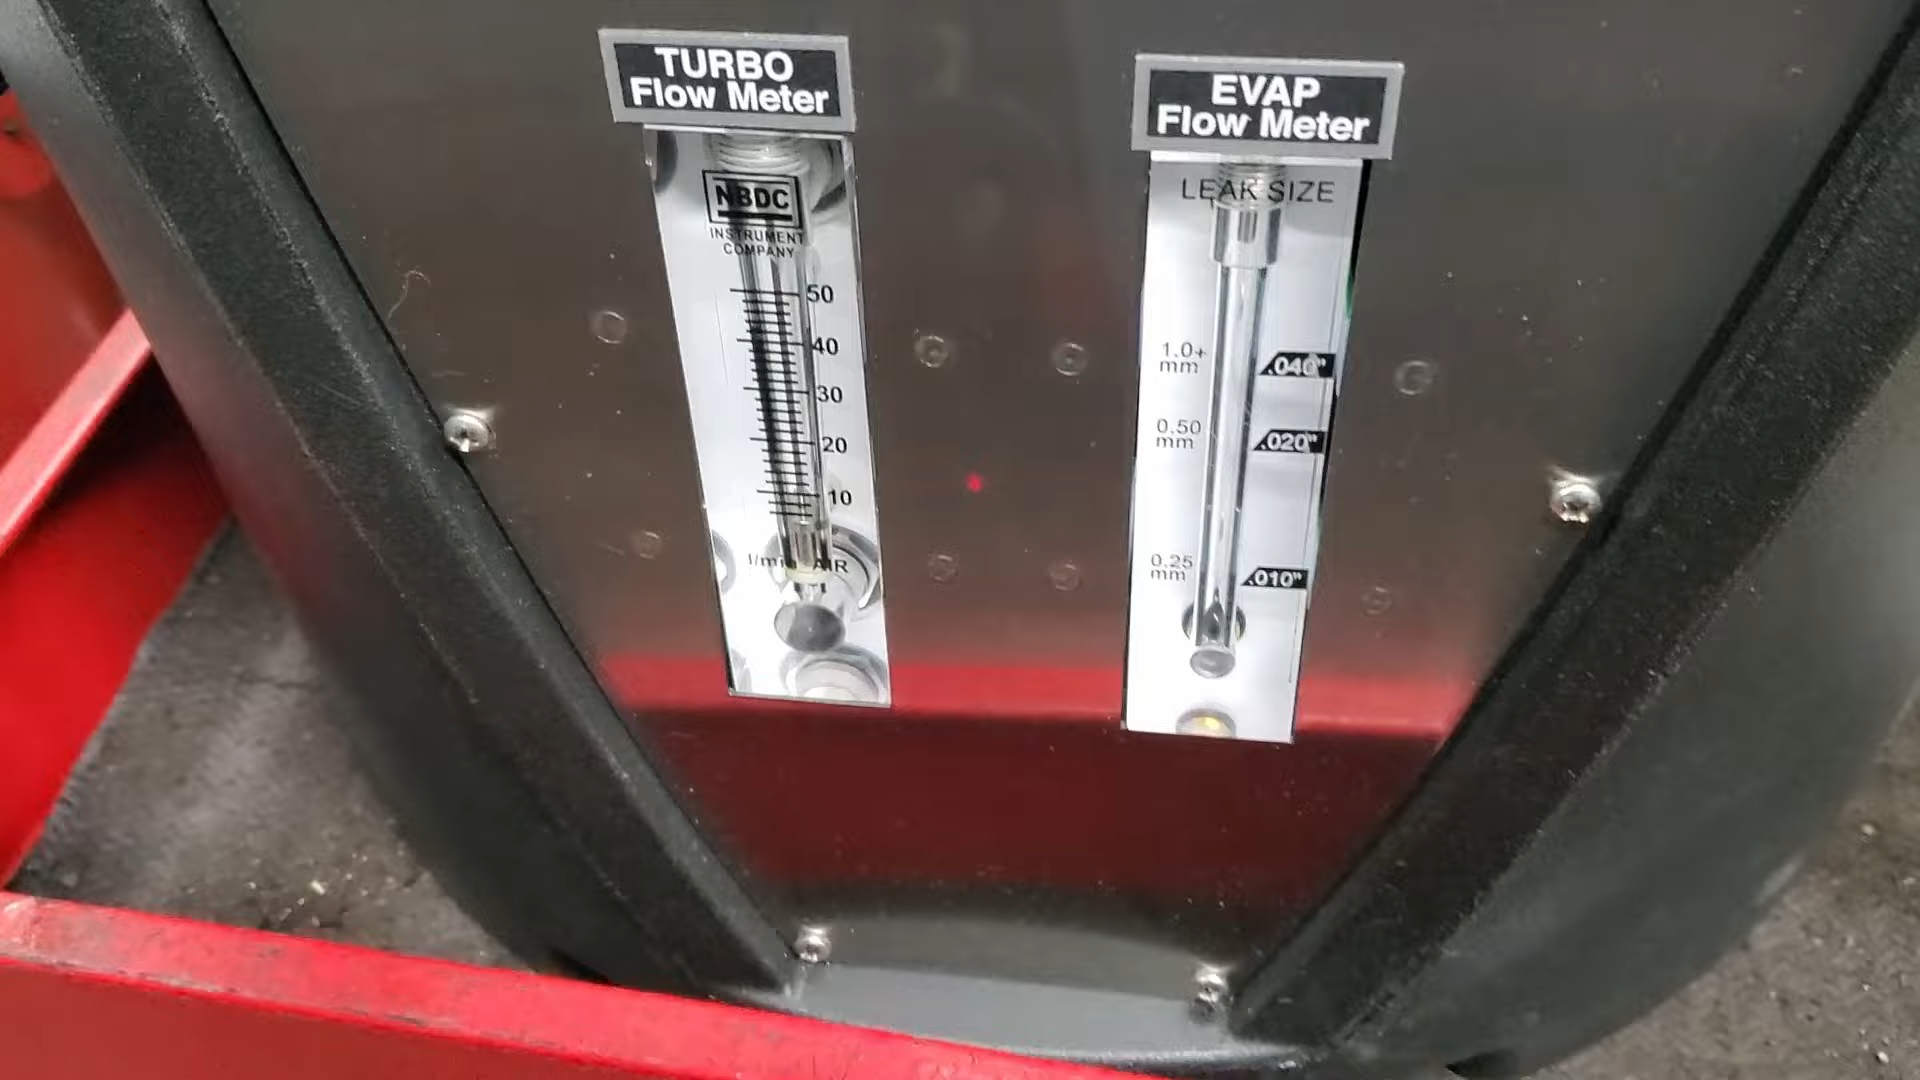 TURBO
Flow Meter
NBDC
INSTRUMENT
COMPANY
50
40
30
20
10
l/min AIR
EVAP
Flow Meter
LEAK SIZE
1.0+
mm
.040"
0.50
mm
.020"
0.25
mm
.010"